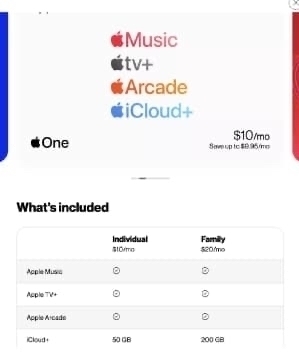 Music
tv+
Arcade
iCloud+
One
$10/mo
Save up to $9.95/mo
What's included
Individual Family
$10/mo $20/mo
Apple Music
Apple TV+
Apple Arcade
iCloud+ 50 GB 200 GB